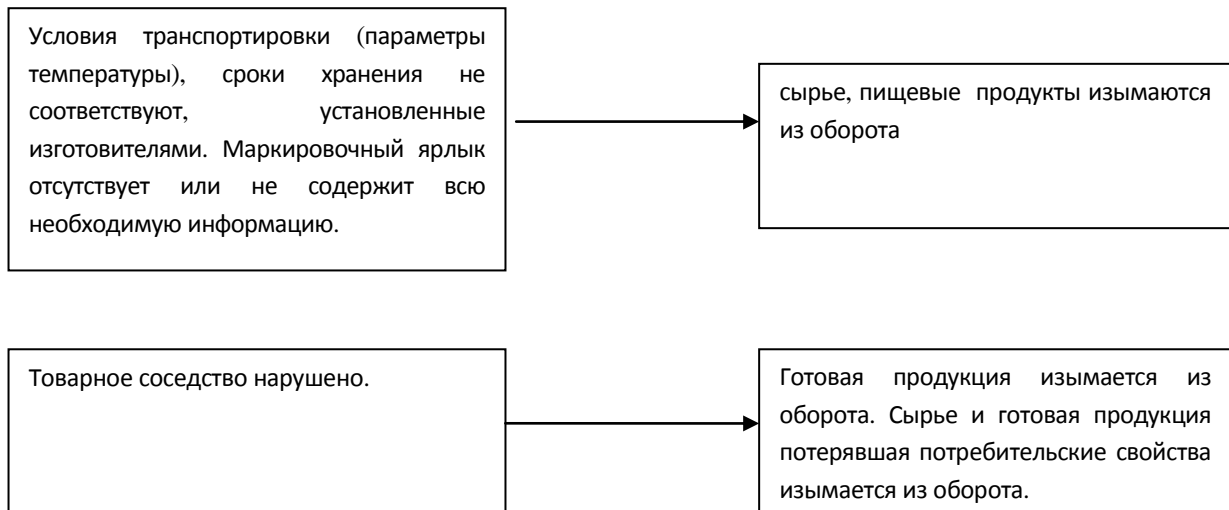 Условия транспортировки (параметры
температуры), сроки хранения не
соответствуют, установленные
изготовителями. Маркировочный ярлык
отсутствует или не содержит всю
необходимую информацию.
сырье, пищевые продукты изымаются
из оборота
Товарное соседство нарушено.
Готовая продукция изымается из
оборота. Сырье и готовая продукция
потерявшая потребительские свойства
изымается из оборота.